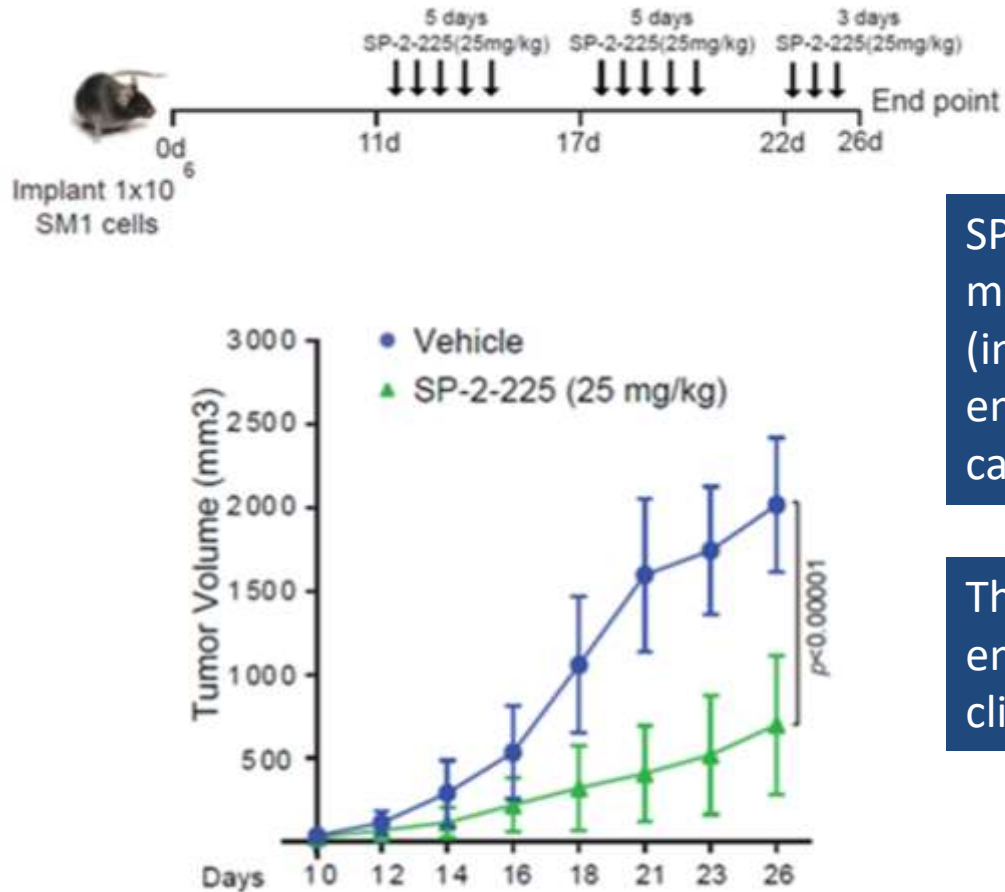 5 days
SP-2-225(25mg/kg)
5 days
SP-2-225(25mg/kg)
3 days
SP-2-225(25mg/kg)
End point
0d
11d
17d
22d
26d
Implant 1x10 6
SM1 cells
SP
m
(in
en
ca
Th
en
cli
Vehicle
SP-2-225 (25 mg/kg)
Tumor Volume (mm3)
3000
2500
2000
1500
1000
500
p<0.00001
Days 10 12 14 16 18 21 23 26